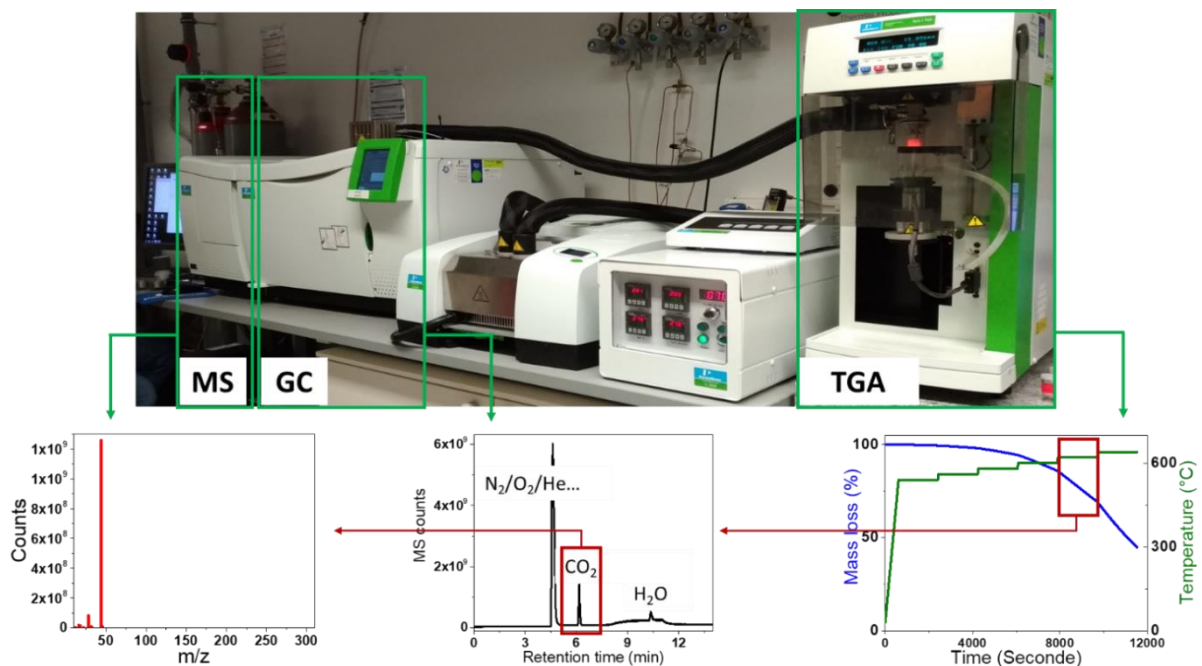 MS
GC
TGA
1x10⁹
1x10⁹
8x10⁸
6x10⁸
4x10⁸
2x10⁸
0
Counts
50
100
150
200
250
300
m/z
6x10⁹
4x10⁹
2x10⁹
0
MS counts
N₂/O₂/He...
CO₂
H₂O
0
3
6
9
12
Retention time (min)
100
50
0
Mass loss (%)
600
300
0
Temperature (°C)
0
4000
8000
12000
Time (Seconde)